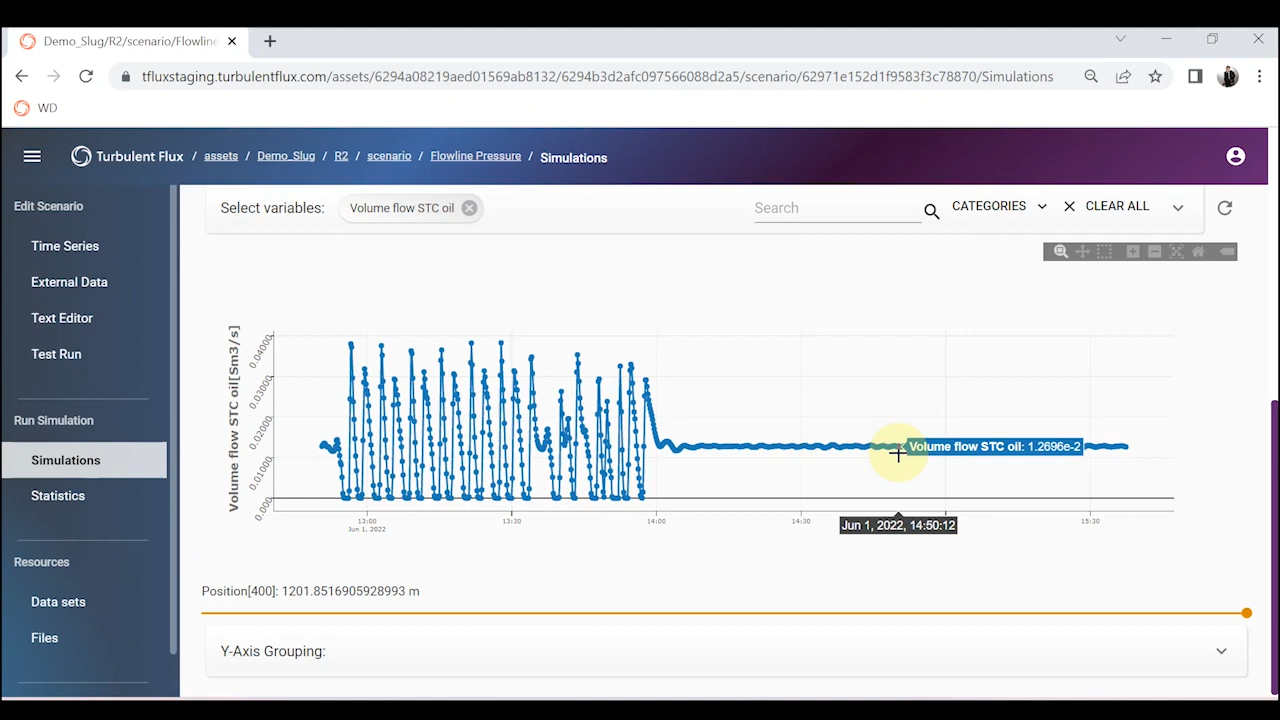 Demo_Slug/R2/scenario/Flowline
tfluxstaging.turbulentflux.com/assets/6294a08219aed01569ab8132/6294b3d2afc097566088d2a5/scenario/62971e152d1f9583f3c78870/Simulations
WD
Turbulent Flux / assets / Demo_Slug / R2 / scenario / Flowline Pressure / Simulations
Edit Scenario
Time Series
External Data
Text Editor
Test Run
Run Simulation
Simulations
Statistics
Resources
Data sets
Files
Select variables: Volume flow STC oil
Search
CATEGORIES
CLEAR ALL
Volume flow STC oil[Sm3/s]
0.04000
0.03000
0.02000
0.01000
0.000
Volume flow STC oil: 1.2696e-2
13:00 13:30 14:00 14:30 15:30
Jun 1, 2022
Jun 1, 2022, 14:50:12
Position[400]: 1201.8516905928993 m
Y-Axis Grouping: